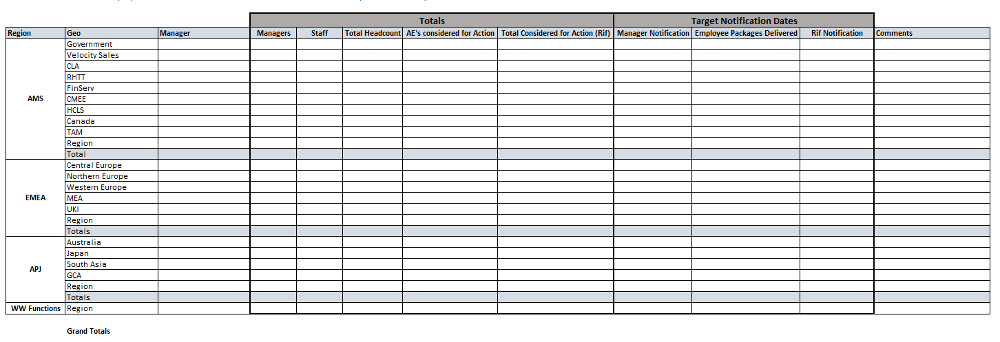 Totals Target Notification Dates
Region Geo Manager Managers Staff Total Headcount AE's considered for Action Total Considered for Action (Rif) Manager Notification Employee Packages Delivered Rif Notification Comments
Government
Velocity Sales
CLA
RHTT
FinServ
AMS CMEE
HCLS
Canada
TAM
Region
Total
Central Europe
Northern Europe
Western Europe
EMEA MEA
UKI
Region
Totals
Australia
Japan
South Asia
APJ GCA
Region
Totals
WW Functions Region
Grand Totals